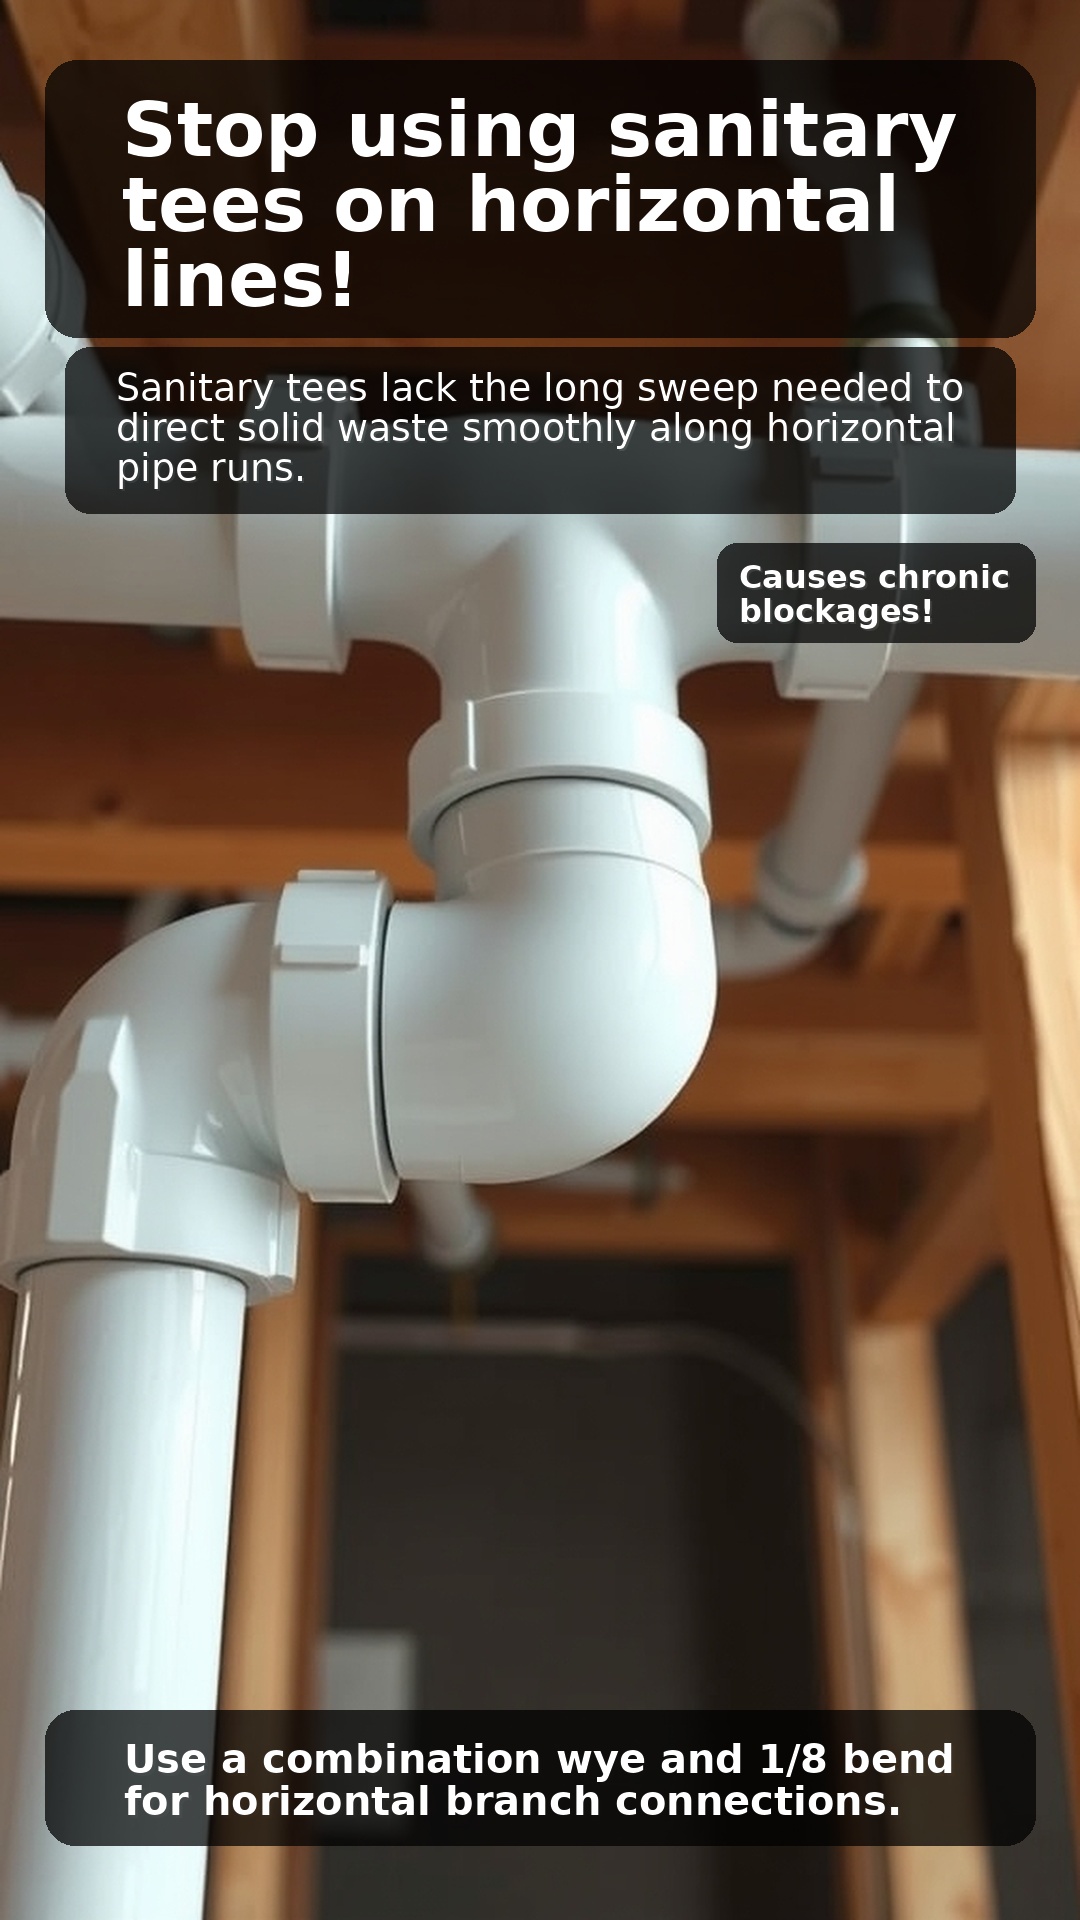 Stop using sanitary
tees on horizontal
lines!
Sanitary tees lack the long sweep needed to
direct solid waste smoothly along horizontal
pipe runs.
Causes chronic
blockages!
Use a combination wye and 1/8 bend
for horizontal branch connections.